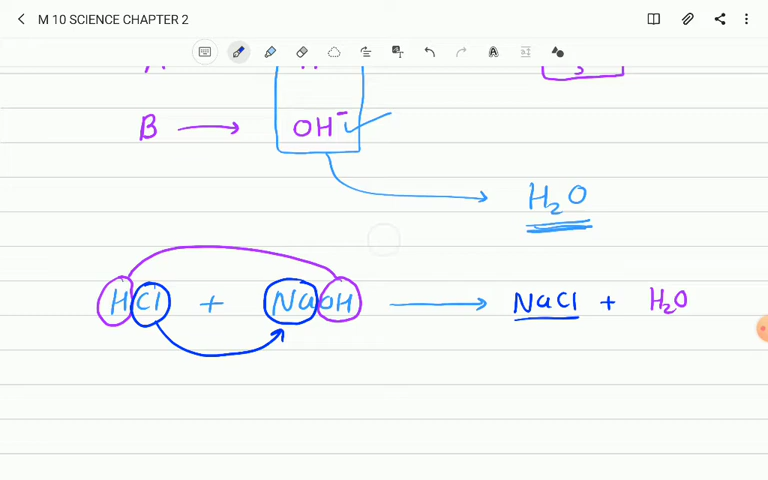 M 10 SCIENCE CHAPTER 2
B → OH⁻ ✓
H₂O
HCl + NaOH → NaCl + H₂O